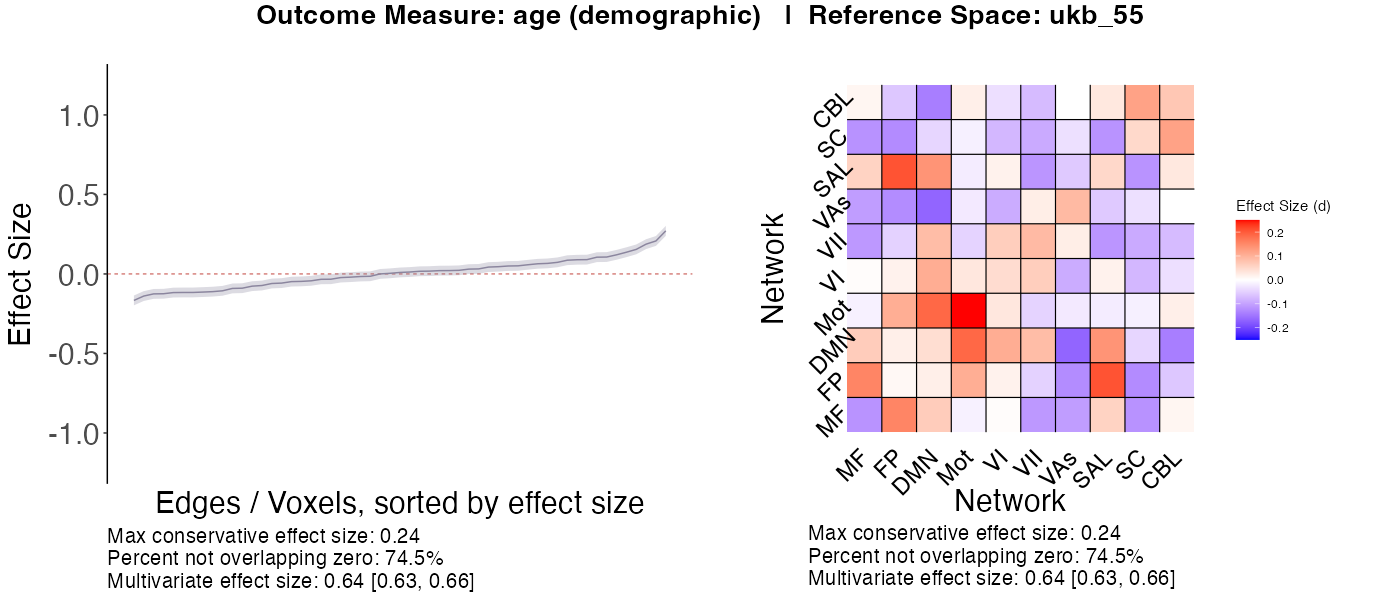 Outcome Measure: age (demographic) | Reference Space: ukb_55
Effect Size
1.0
0.5
0.0
-0.5
-1.0
Edges / Voxels, sorted by effect size
Max conservative effect size: 0.24
Percent not overlapping zero: 74.5%
Multivariate effect size: 0.64 [0.63, 0.66]
Network
CBL
SC
SAL
VAs
VII
VI
Mot
DMN
FP
MF
MF FP DMN Mot VI VII VAs SAL SC CBL
Network
Max conservative effect size: 0.24
Percent not overlapping zero: 74.5%
Multivariate effect size: 0.64 [0.63, 0.66]
Effect Size (d)
0.2
0.1
0.0
-0.1
-0.2